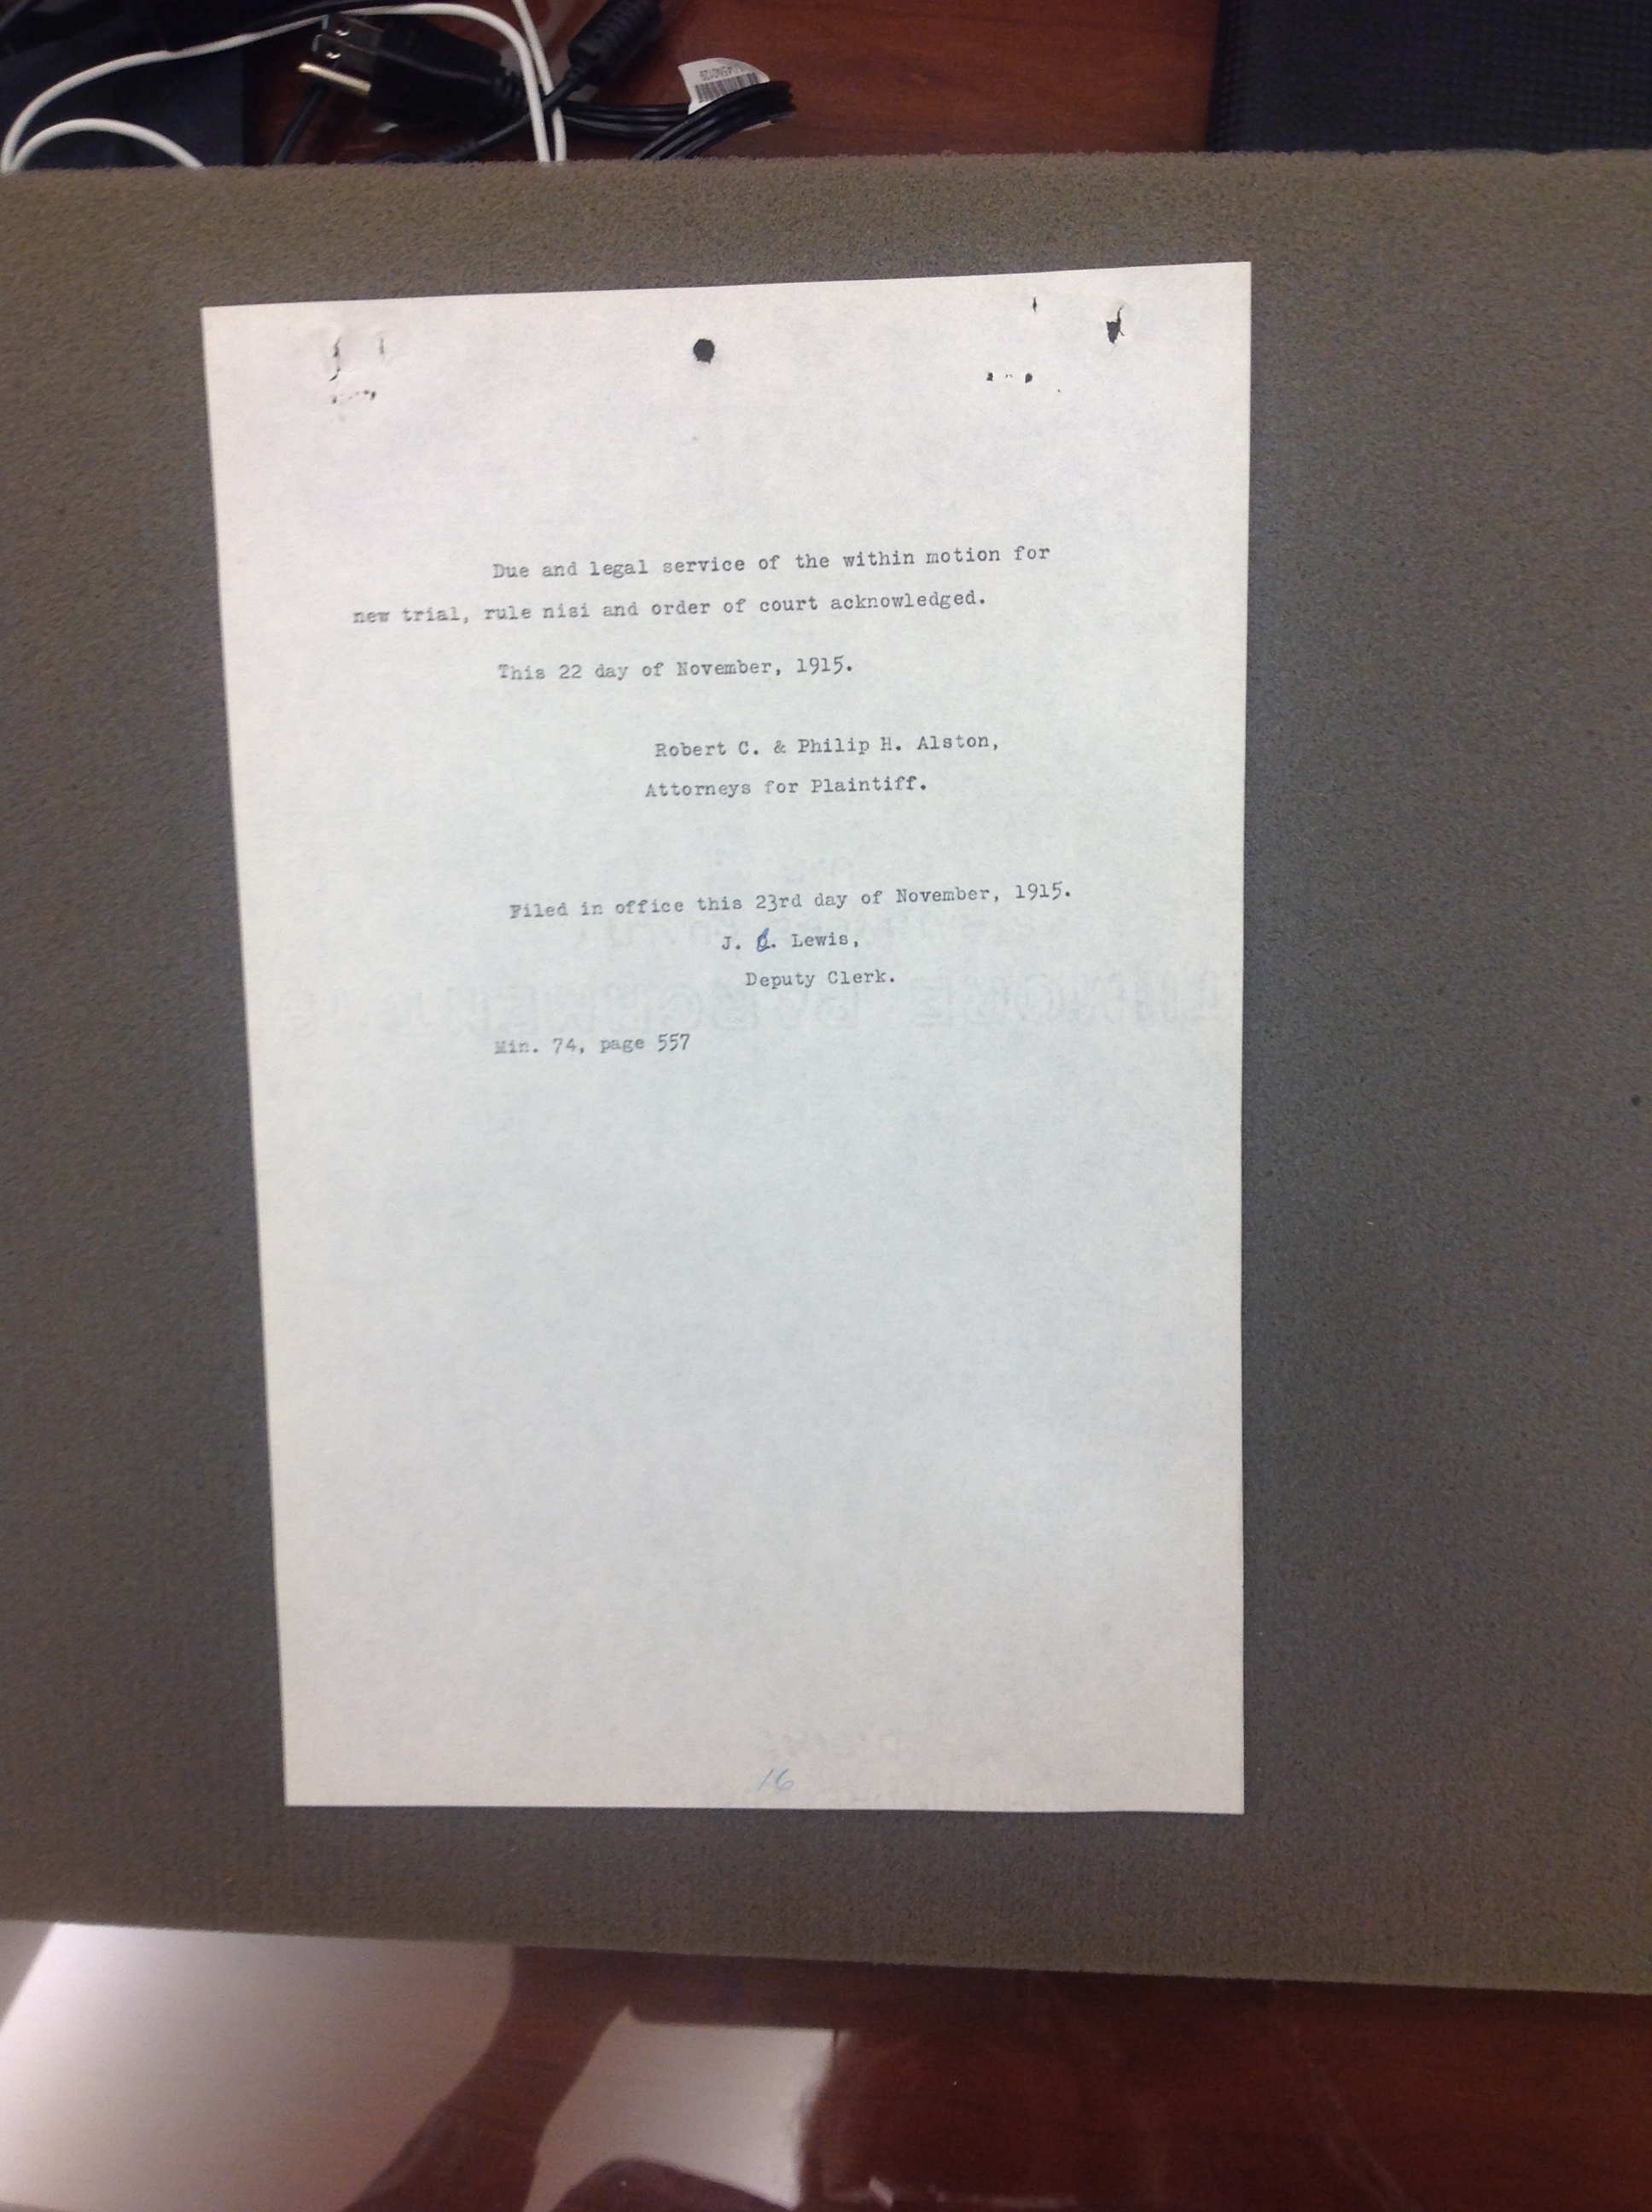 Due and legal service of the within motion for
new trial, rule nisi and order of court acknowledged.
This 22 day of November, 1915.
Robert C. & Philip H. Alston,
Attorneys for Plaintiff.
Filed in office this 23rd day of November, 1915.
J. Lewis,
Deputy Clerk.
Min. 74, page 557
16